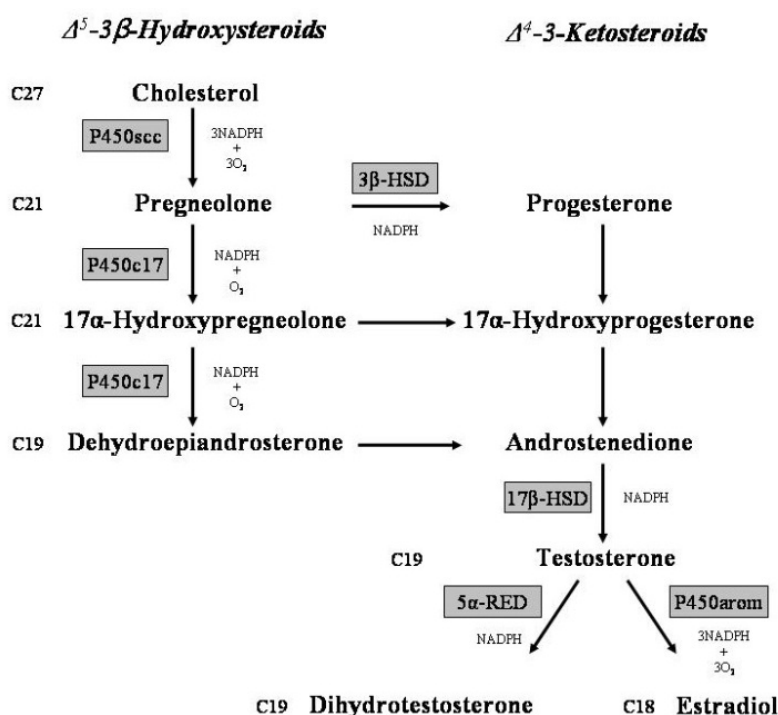 Δ⁵-3β-Hydroxysteroids Δ⁴-3-Ketosteroids
C27 Cholesterol
P450scc 3NADPH
+
3O₂
3β-HSD
C21 Pregneolone Progesterone
NADPH
P450c17 NADPH
+
O₂
C21 17α-Hydroxypregneolone 17α-Hydroxyprogesterone
P450c17 NADPH
+
O₂
C19 Dehydroepiandrosterone Androstenedione
17β-HSD NADPH
C19 Testosterone
5α-RED P450arom
NADPH 3NADPH
+
3O₂
C19 Dihydrotestosterone C18 Estradiol